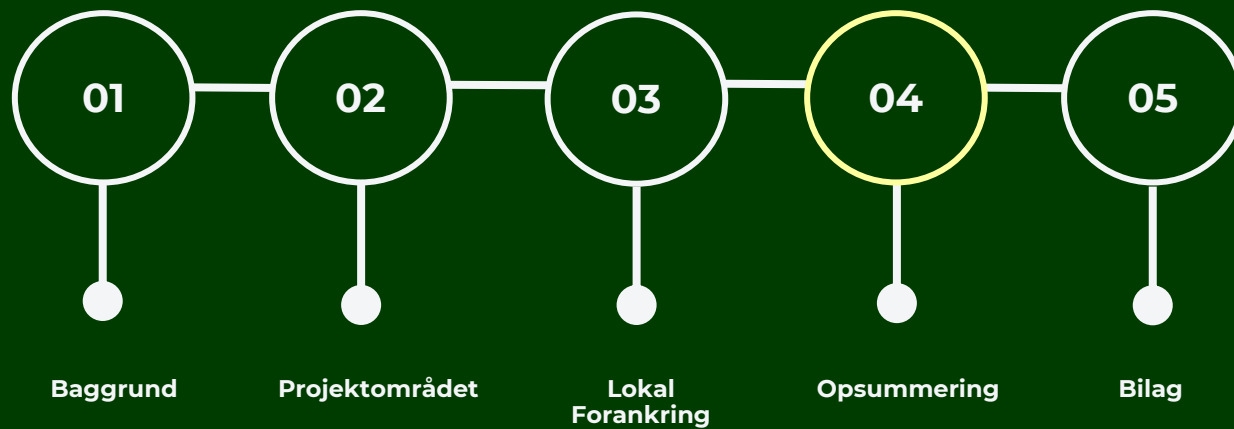 01
02
03
04
05
Baggrund
Projektområdet
Lokal
Forankring
Opsummering
Bilag